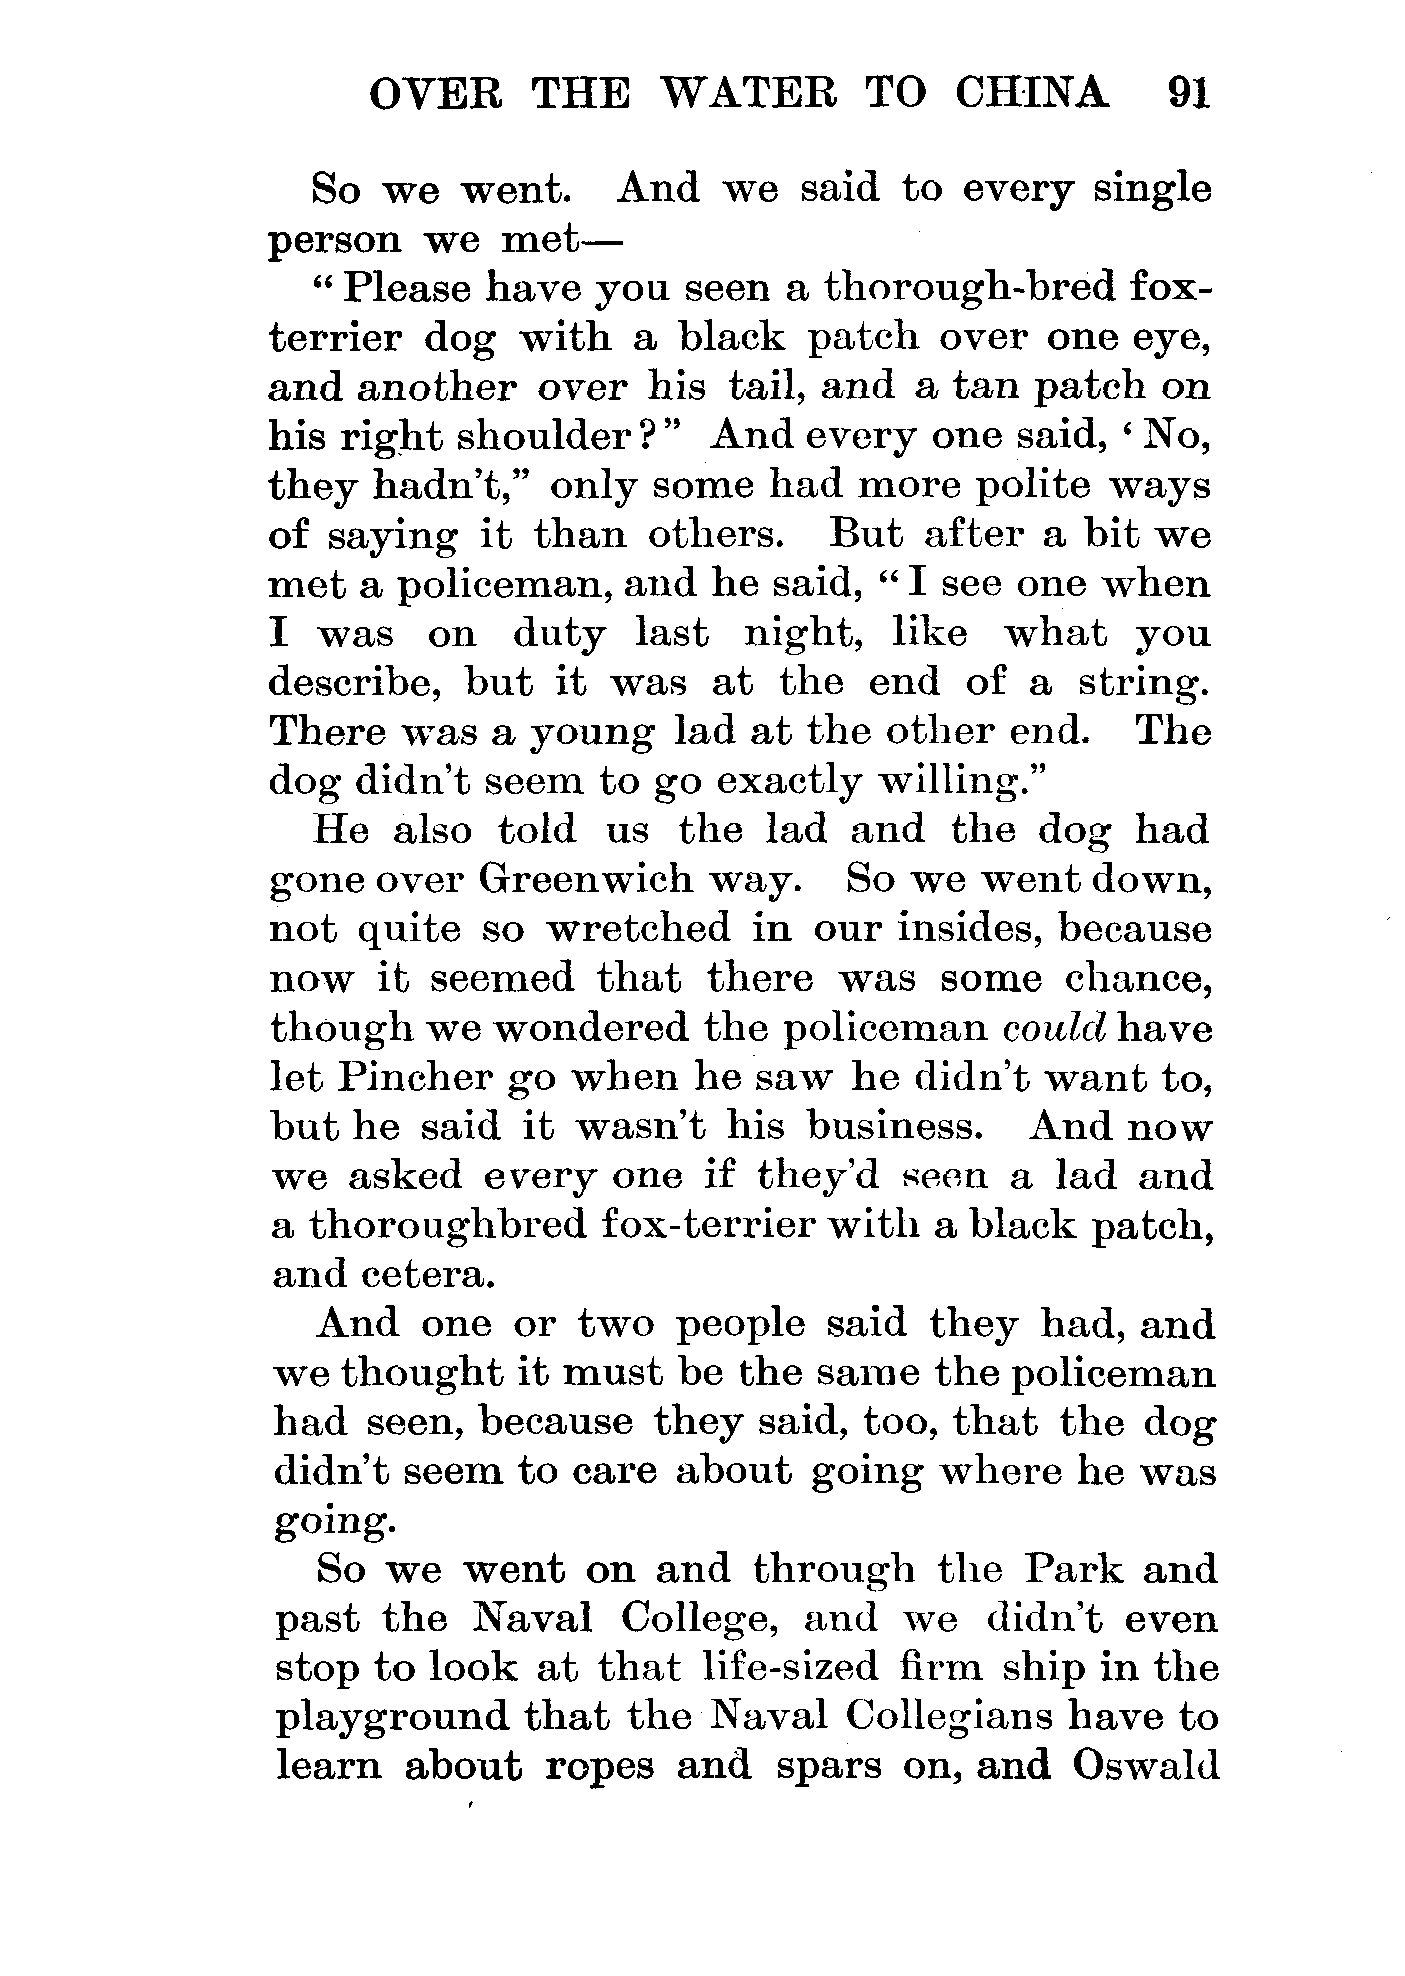 OVER THE WATER TO CHINA 91
So we went. And we said to every single
person we met—
“Please have you seen a thorough-bred fox-
terrier dog with a black patch over one eye,
and another over his tail, and a tan patch on
his right shoulder?” And every one said, ‘No,
they hadn’t,” only some had more polite ways
of saying it than others. But after a bit we
met a policeman, and he said, “I see one when
I was on duty last night, like what you
describe, but it was at the end of a string.
There was a young lad at the other end. The
dog didn’t seem to go exactly willing.”
He also told us the lad and the dog had
gone over Greenwich way. So we went down,
not quite so wretched in our insides, because
now it seemed that there was some chance,
though we wondered the policeman could have
let Pincher go when he saw he didn’t want to,
but he said it wasn’t his business. And now
we asked every one if they’d seen a lad and
a thoroughbred fox-terrier with a black patch,
and cetera.
And one or two people said they had, and
we thought it must be the same the policeman
had seen, because they said, too, that the dog
didn’t seem to care about going where he was
going.
So we went on and through the Park and
past the Naval College, and we didn’t even
stop to look at that life-sized firm ship in the
playground that the Naval Collegians have to
learn about ropes and spars on, and Oswald